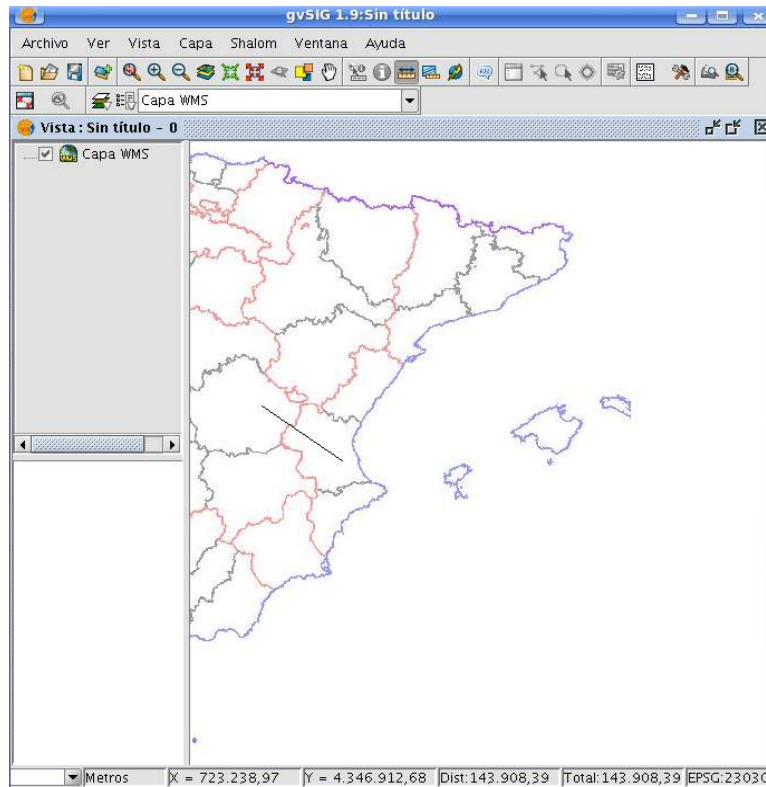 gvSIG 1.9:Sin título
Archivo Ver Vista Capa Shalom Ventana Ayuda
Capa WMS
Vista : Sin título - 0
Capa WMS
Metros X = 723.238,97 Y = 4.346.912,68 Dist:143.908,39 Total:143.908,39 EPSG:23030